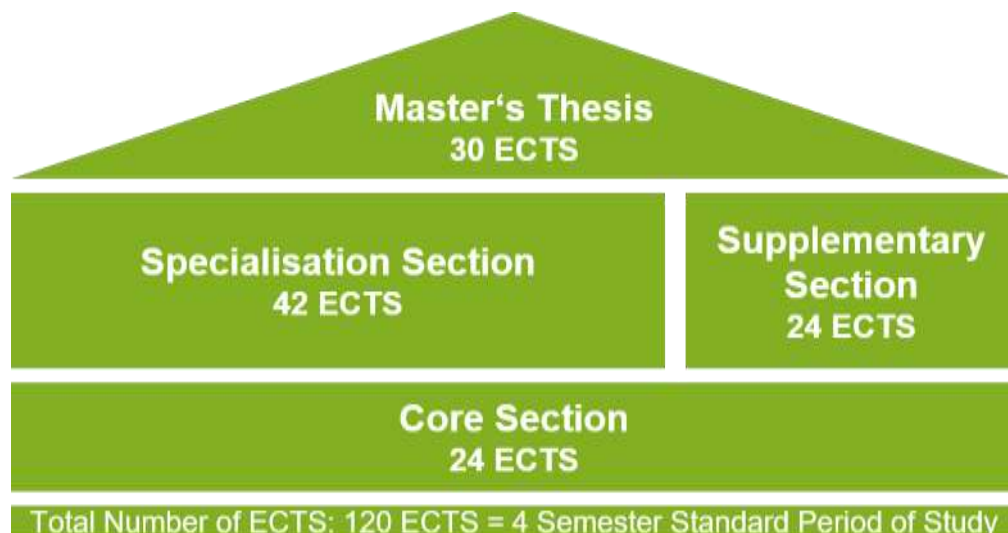 Master‘s Thesis
30 ECTS
Specialisation Section
42 ECTS
Supplementary
Section
24 ECTS
Core Section
24 ECTS
Total Number of ECTS: 120 ECTS = 4 Semester Standard Period of Study